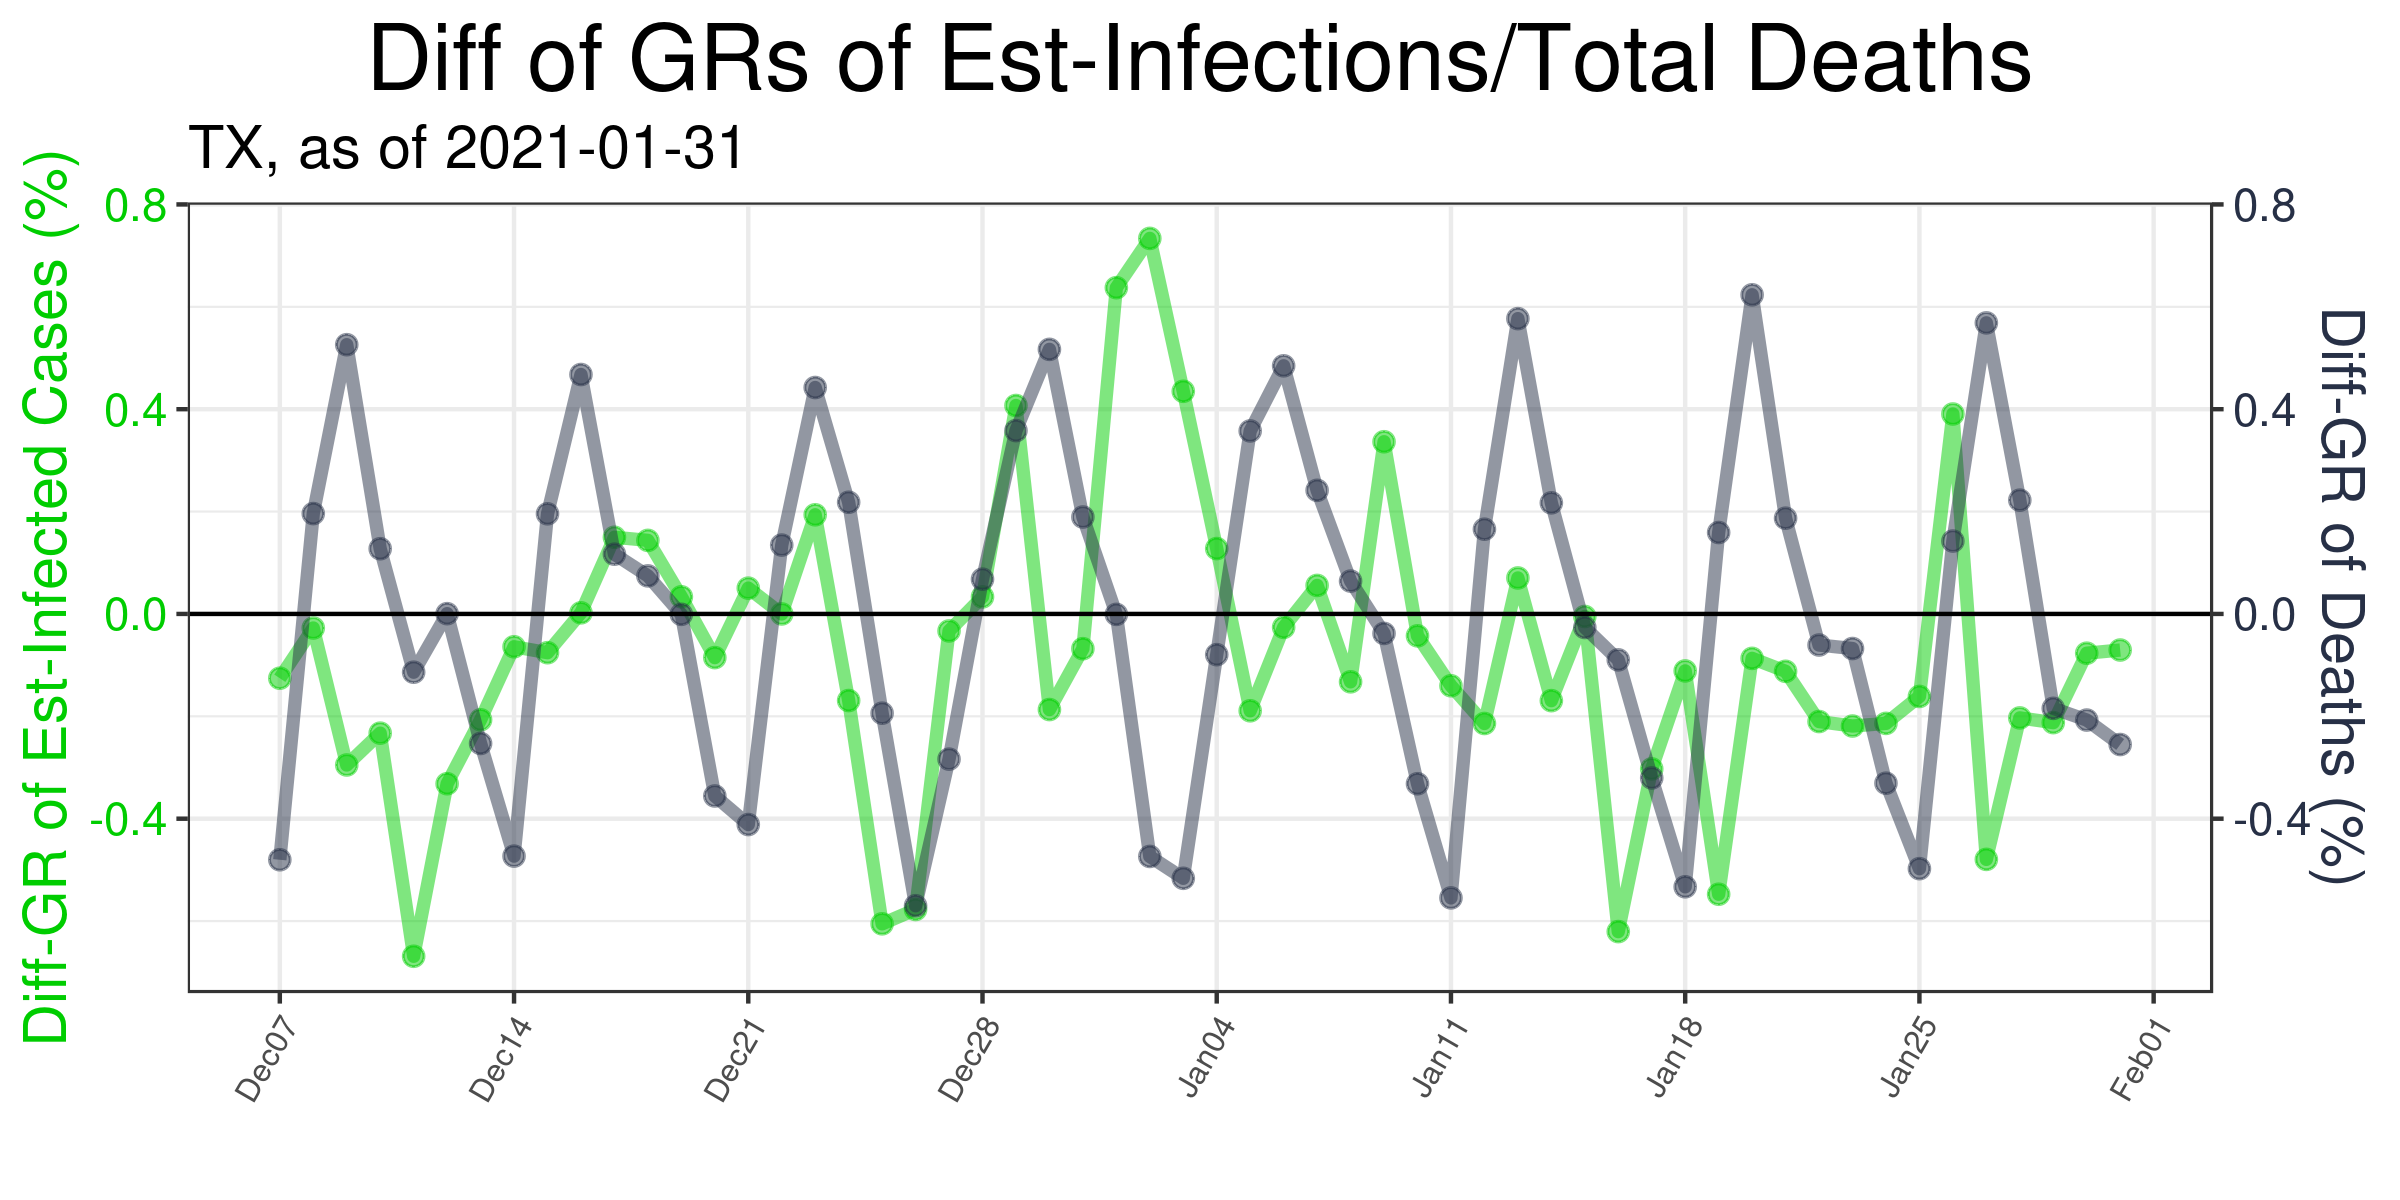 Diff of GRs of Est-Infections/Total Deaths
TX, as of 2021-01-31
Diff-GR of Est-Infected Cases (%)
0.8
0.4
0.0
-0.4
0.8
0.4
0.0
-0.4
Diff-GR of Deaths (%)
Dec07
Dec14
Dec21
Dec28
Jan04
Jan11
Jan18
Jan25
Feb01